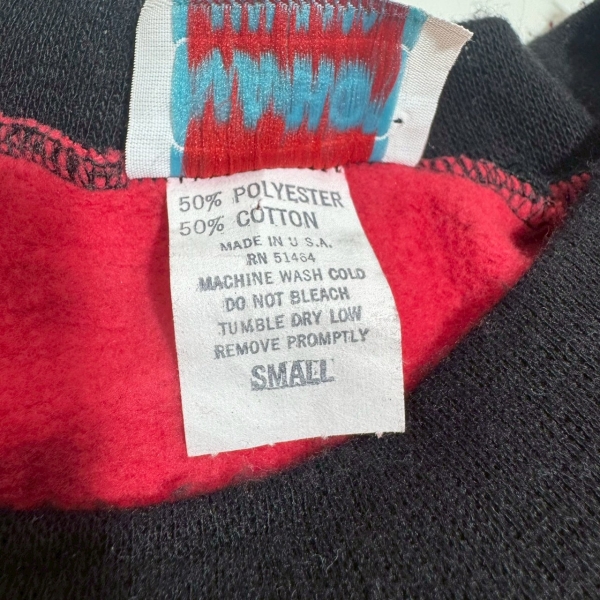 50% POLYESTER
50% COTTON
MADE IN U.S.A.
RN 51464
MACHINE WASH COLD
DO NOT BLEACH
TUMBLE DRY LOW
REMOVE PROMPTLY
SMALL